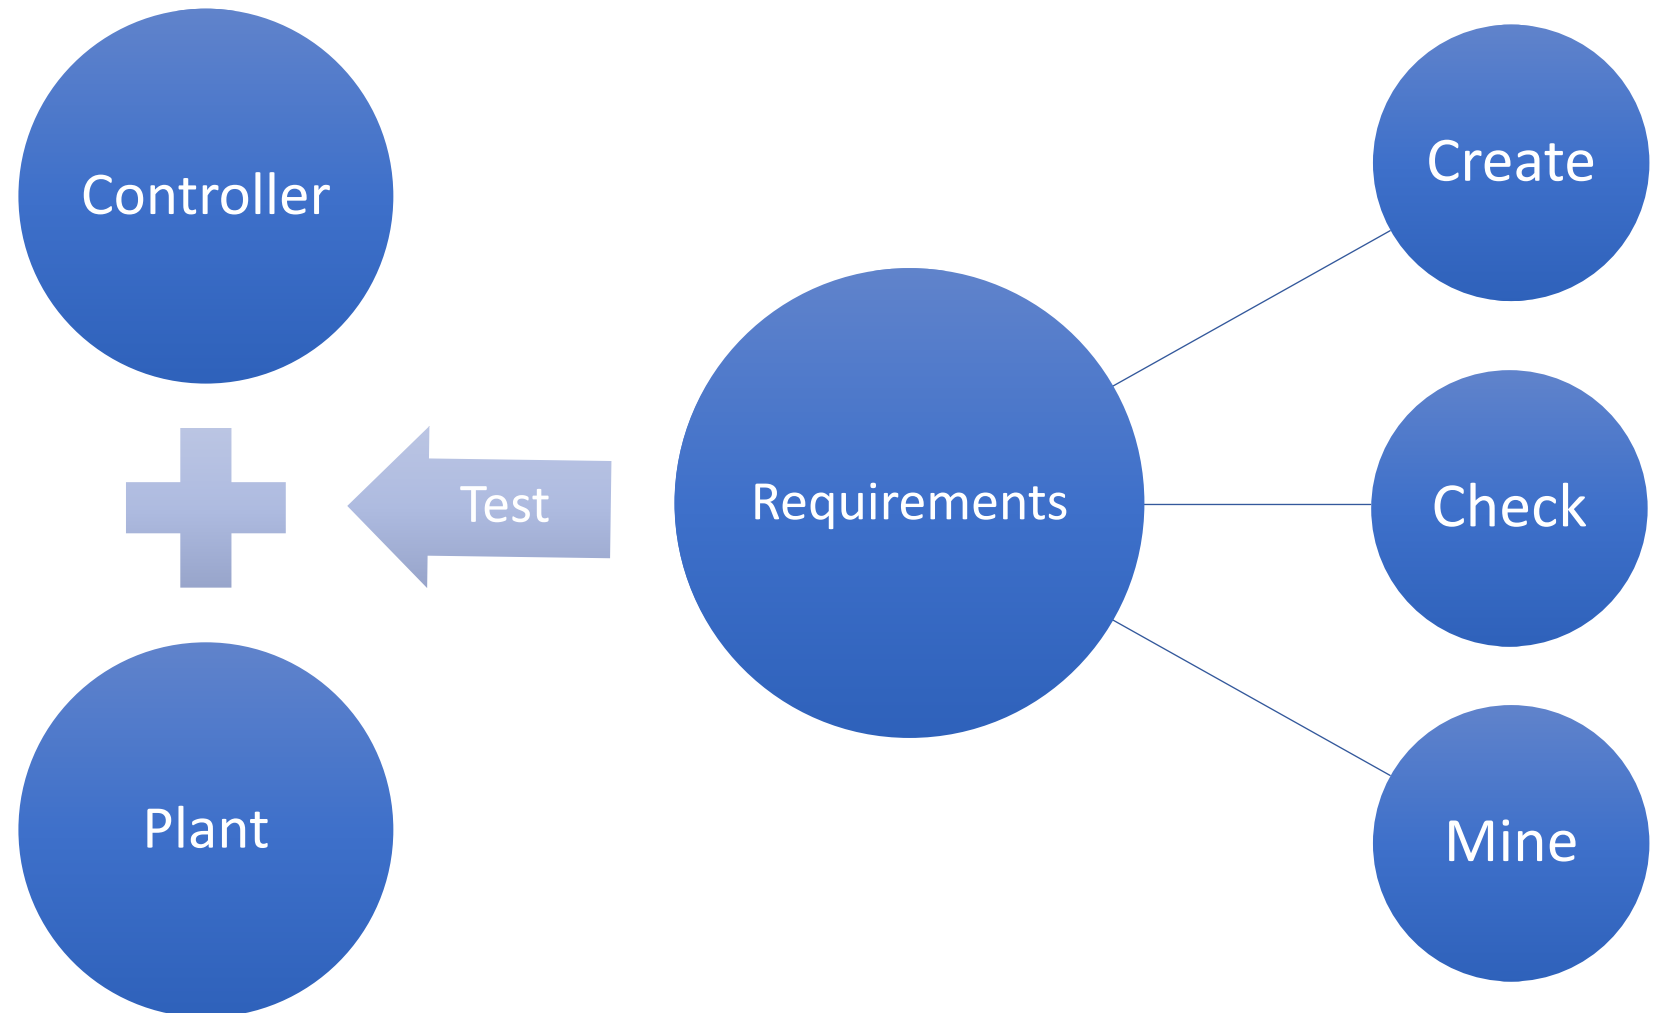 Controller
Plant
Test
Requirements
Create
Check
Mine